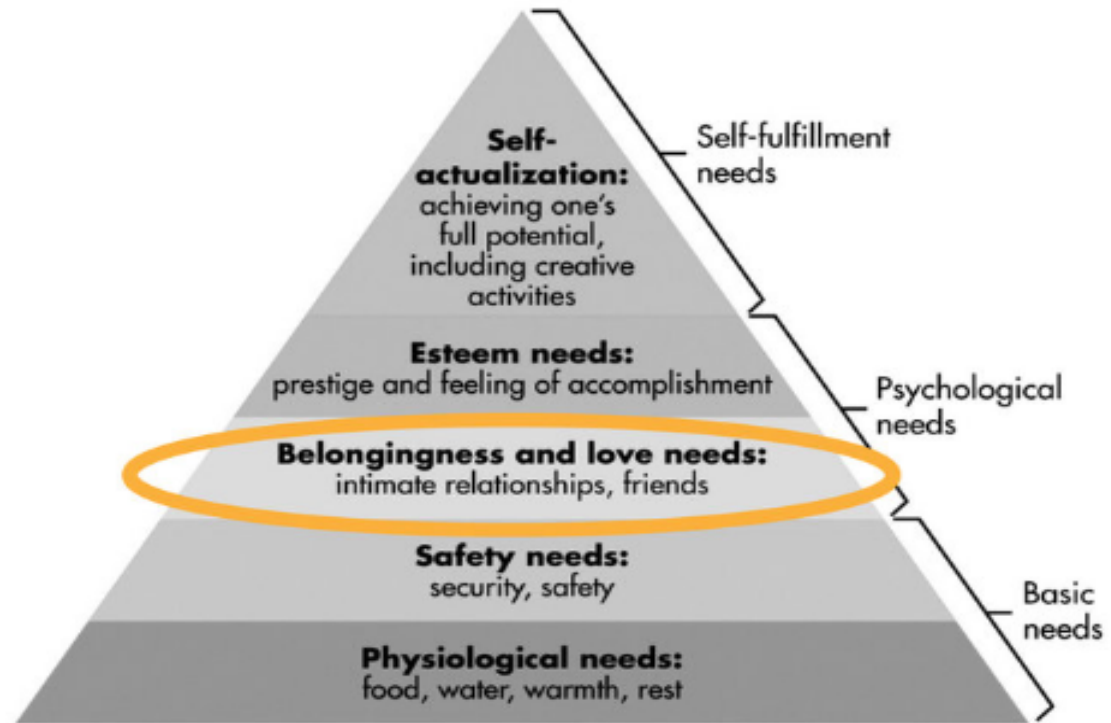 Self-
actualization:
achieving one's
full potential,
including creative
activities
Self-fulfillment
needs
Esteem needs:
prestige and feeling of accomplishment
Psychological
needs
Belongingness and love needs:
intimate relationships, friends
Safety needs:
security, safety
Basic
needs
Physiological needs:
food, water, warmth, rest